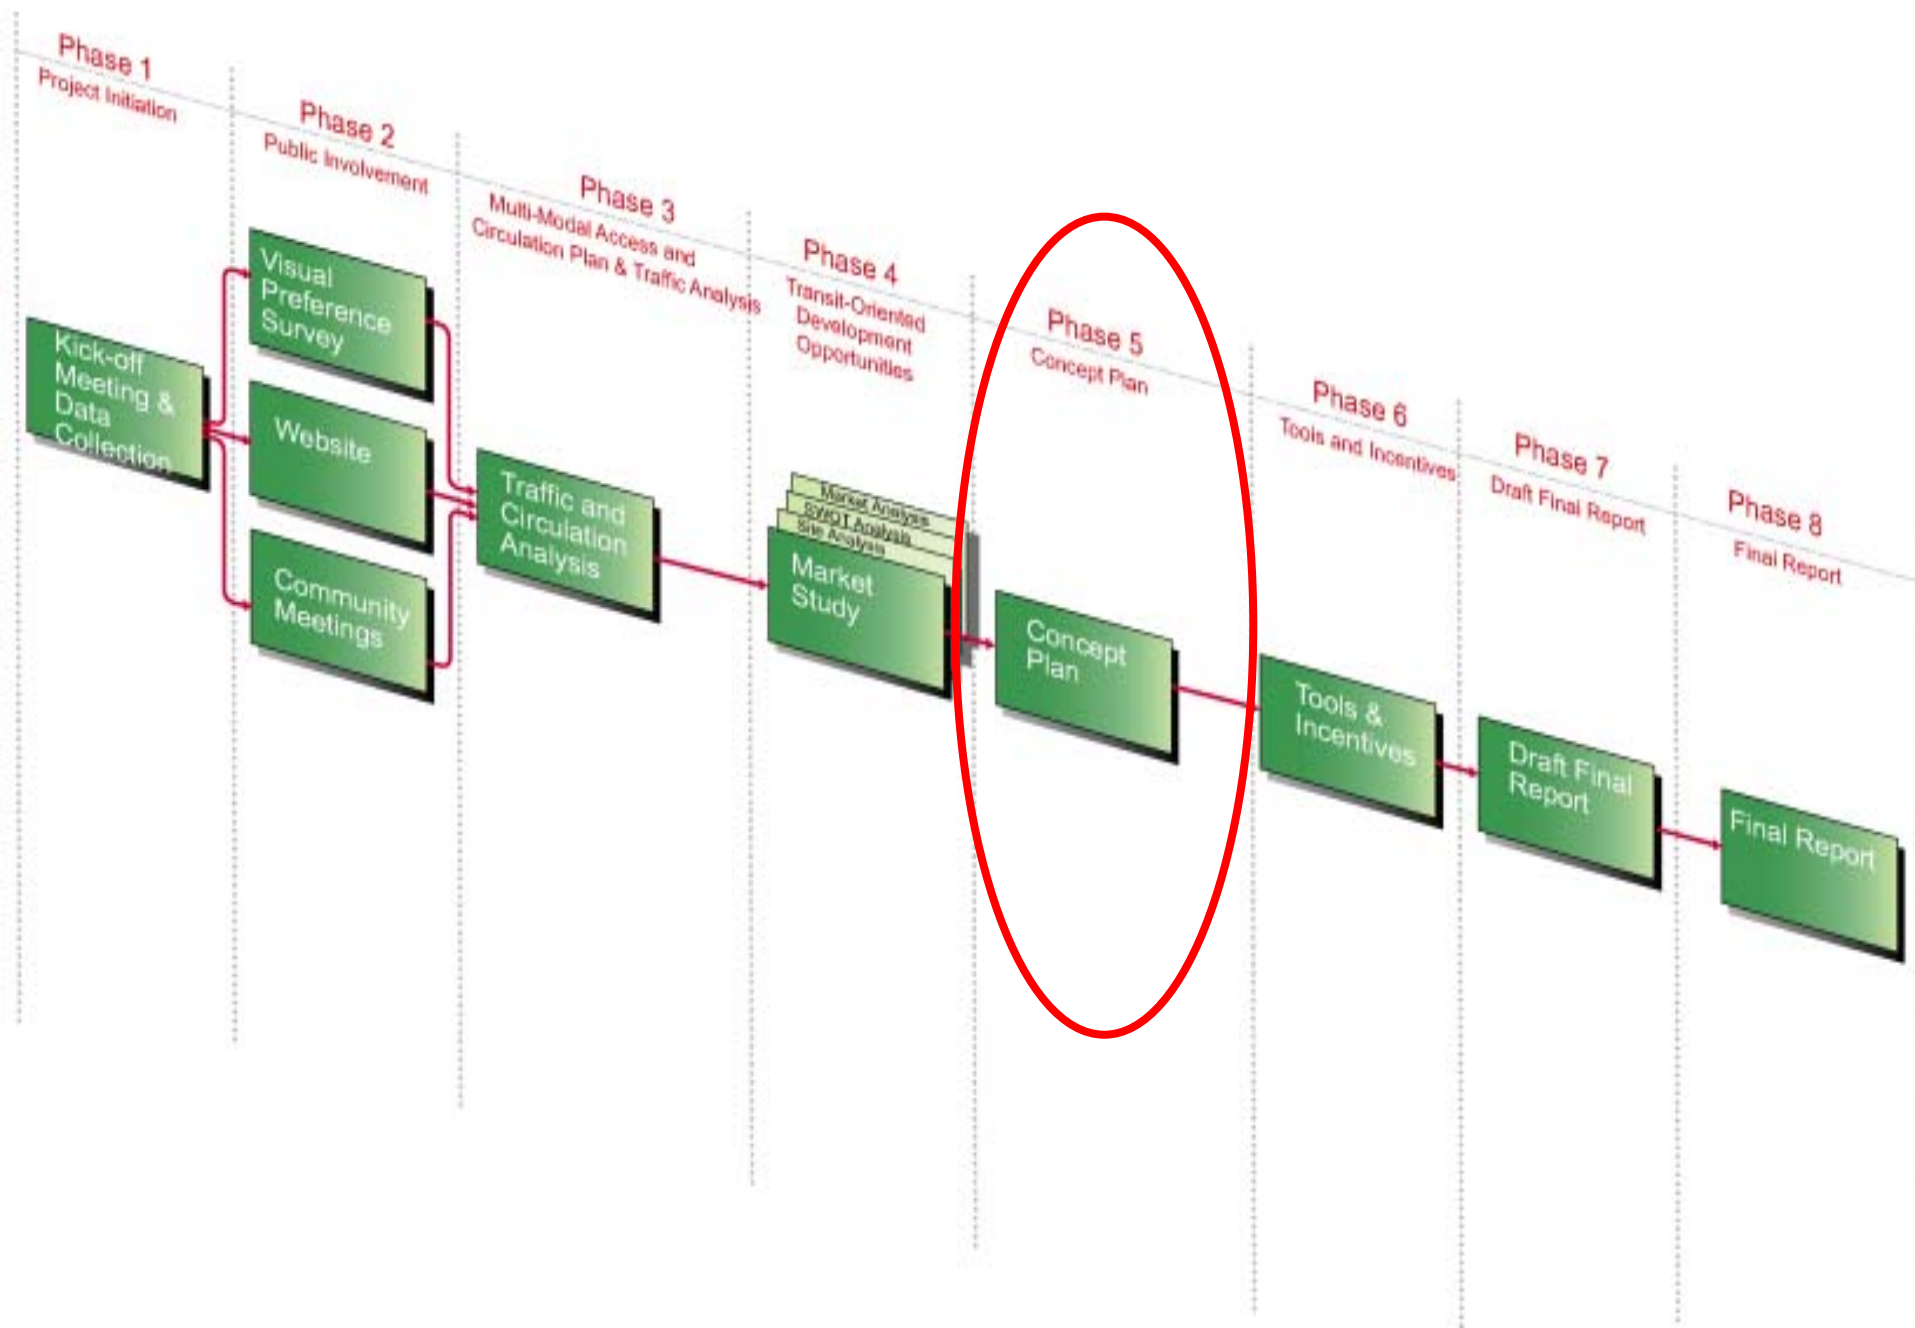 Phase 1
Project Initiation
Kick-off
Meeting &
Data
Collection
Phase 2
Public Involvement
Visual
Preference
Survey
Website
Community
Meetings
Phase 3
Multi-Modal Access and
Circulation Plan & Traffic Analysis
Traffic and
Circulation
Analysis
Phase 4
Transit-Oriented
Development
Opportunities
Market Analysis
SWOT Analysis
Site Analysis
Market
Study
Phase 5
Concept Plan
Concept
Plan
Phase 6
Tools and Incentives
Tools &
Incentives
Phase 7
Draft Final Report
Draft Final
Report
Phase 8
Final Report
Final Report